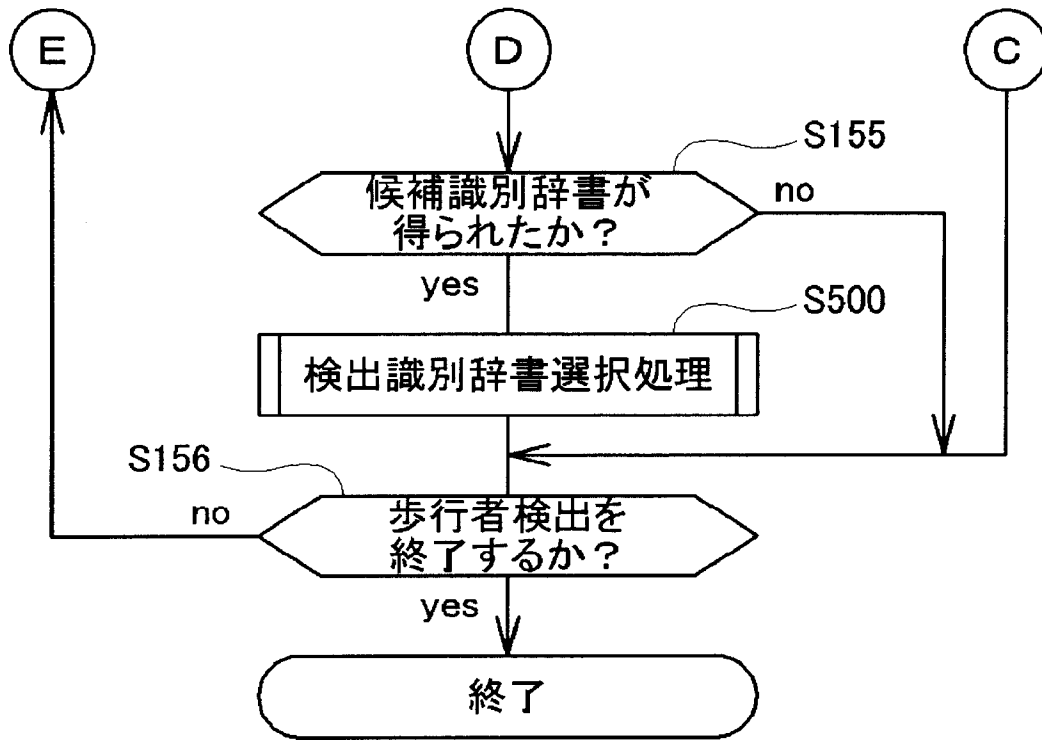 E
D
C
S155
候補識別辞書が
得られたか？
no
yes
S500
検出識別辞書選択処理
S156
no
歩行者検出を
終了するか？
yes
終了